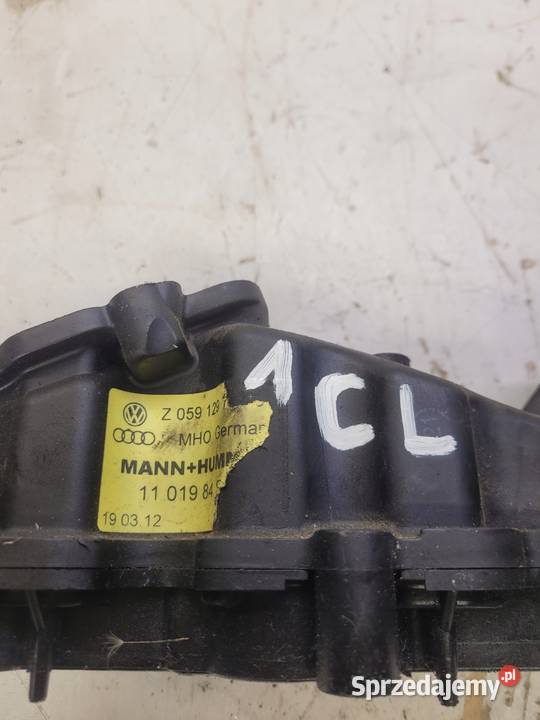 1CL
Z 059 129
MHO German
MANN+HUM
11 019 84
19 03.12
Sprzedajemy.pl